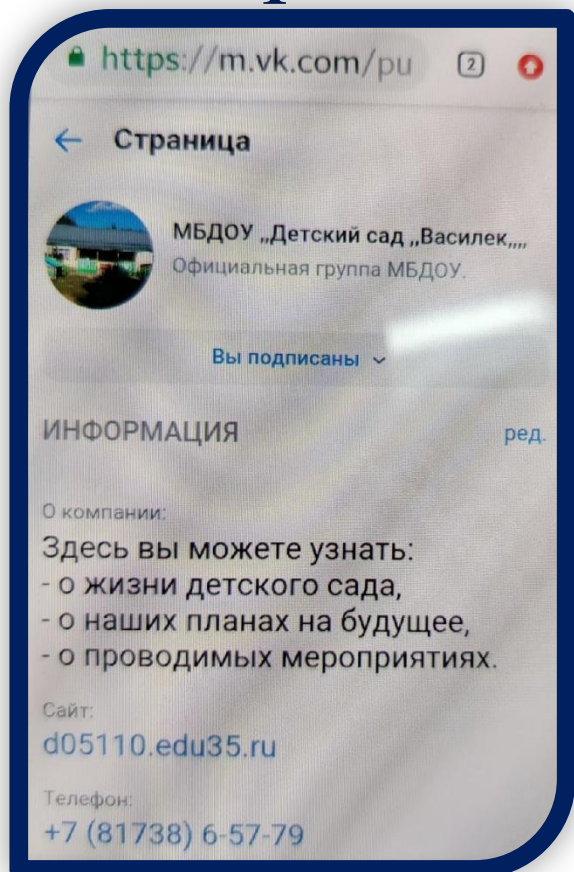 https://m.vk.com/pu 2
Страница
МБДОУ „Детский сад „Василек„„
Официальная группа МБДОУ.
Вы подписаны
ИНФОРМАЦИЯ ред.
О компании:
Здесь вы можете узнать:
- о жизни детского сада,
- о наших планах на будущее,
- о проводимых мероприятиях.
Сайт:
d05110.edu35.ru
Телефон:
+7 (81738) 6-57-79